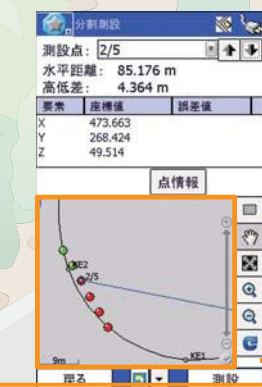 分割測設
測設点: 2/5
水平距離: 85.176 m
高低差: 4.364 m
要素 座標値 誤差値
X 473.663
Y 268.424
Z 49.514
点情報
KE2
2/5
9m
KE1
戻る 測設